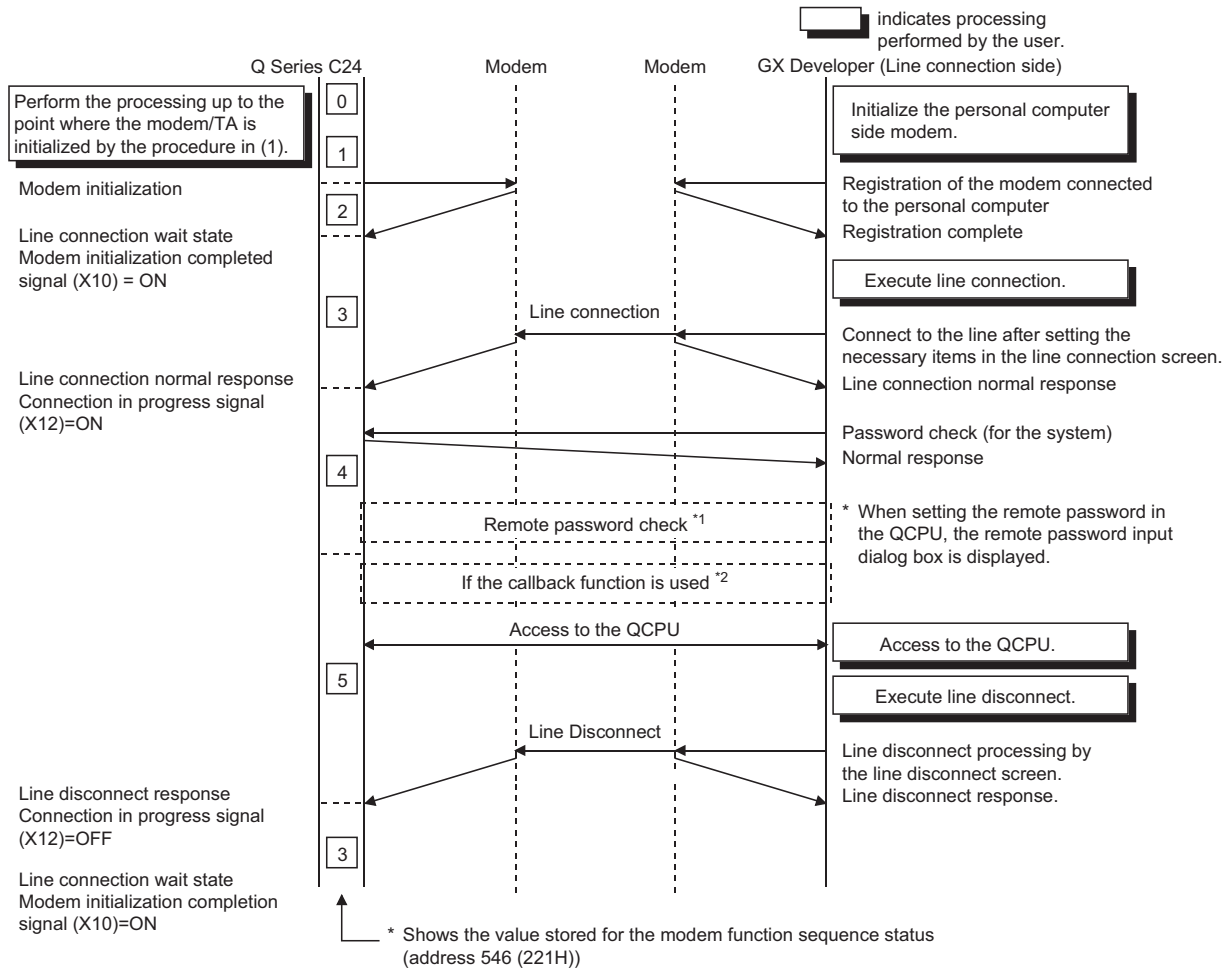 indicates processing
performed by the user.
Q Series C24
Modem
Modem
GX Developer (Line connection side)
Perform the processing up to the
point where the modem/TA is
initialized by the procedure in (1).
0
Initialize the personal computer
side modem.
1
Modem initialization
Registration of the modem connected
to the personal computer
2
Line connection wait state
Modem initialization completed
signal (X10) = ON
Registration complete
Execute line connection.
3
Line connection
Connect to the line after setting the
necessary items in the line connection screen.
Line connection normal response
Connection in progress signal
(X12)=ON
Line connection normal response
Password check (for the system)
Normal response
4
Remote password check *1
* When setting the remote password in
the QCPU, the remote password input
dialog box is displayed.
If the callback function is used *2
Access to the QCPU
Access to the QCPU.
5
Execute line disconnect.
Line Disconnect
Line disconnect processing by
the line disconnect screen.
Line disconnect response.
Line disconnect response
Connection in progress signal
(X12)=OFF
3
Line connection wait state
Modem initialization completion
signal (X10)=ON
* Shows the value stored for the modem function sequence status
(address 546 (221H))